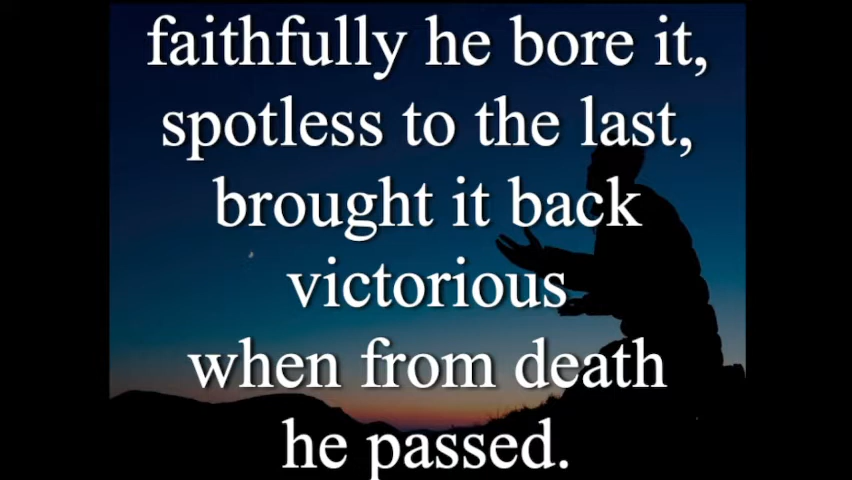 faithfully he bore it,
spotless to the last,
brought it back
victorious
when from death
he passed.